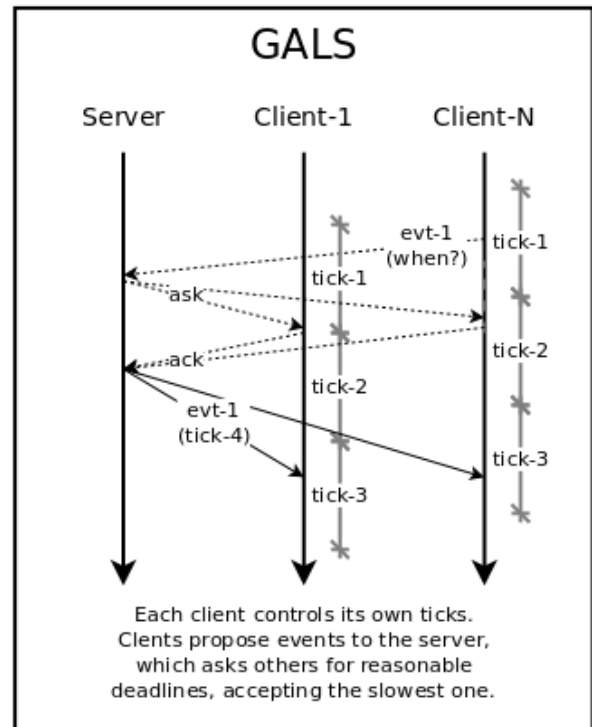 GALS
Server Client-1 Client-N
evt-1
(when?)
tick-1
tick-1
ask
tick-2
ack
tick-2
evt-1
(tick-4)
tick-3
tick-3
Each client controls its own ticks.
Clents propose events to the server,
which asks others for reasonable
deadlines, accepting the slowest one.